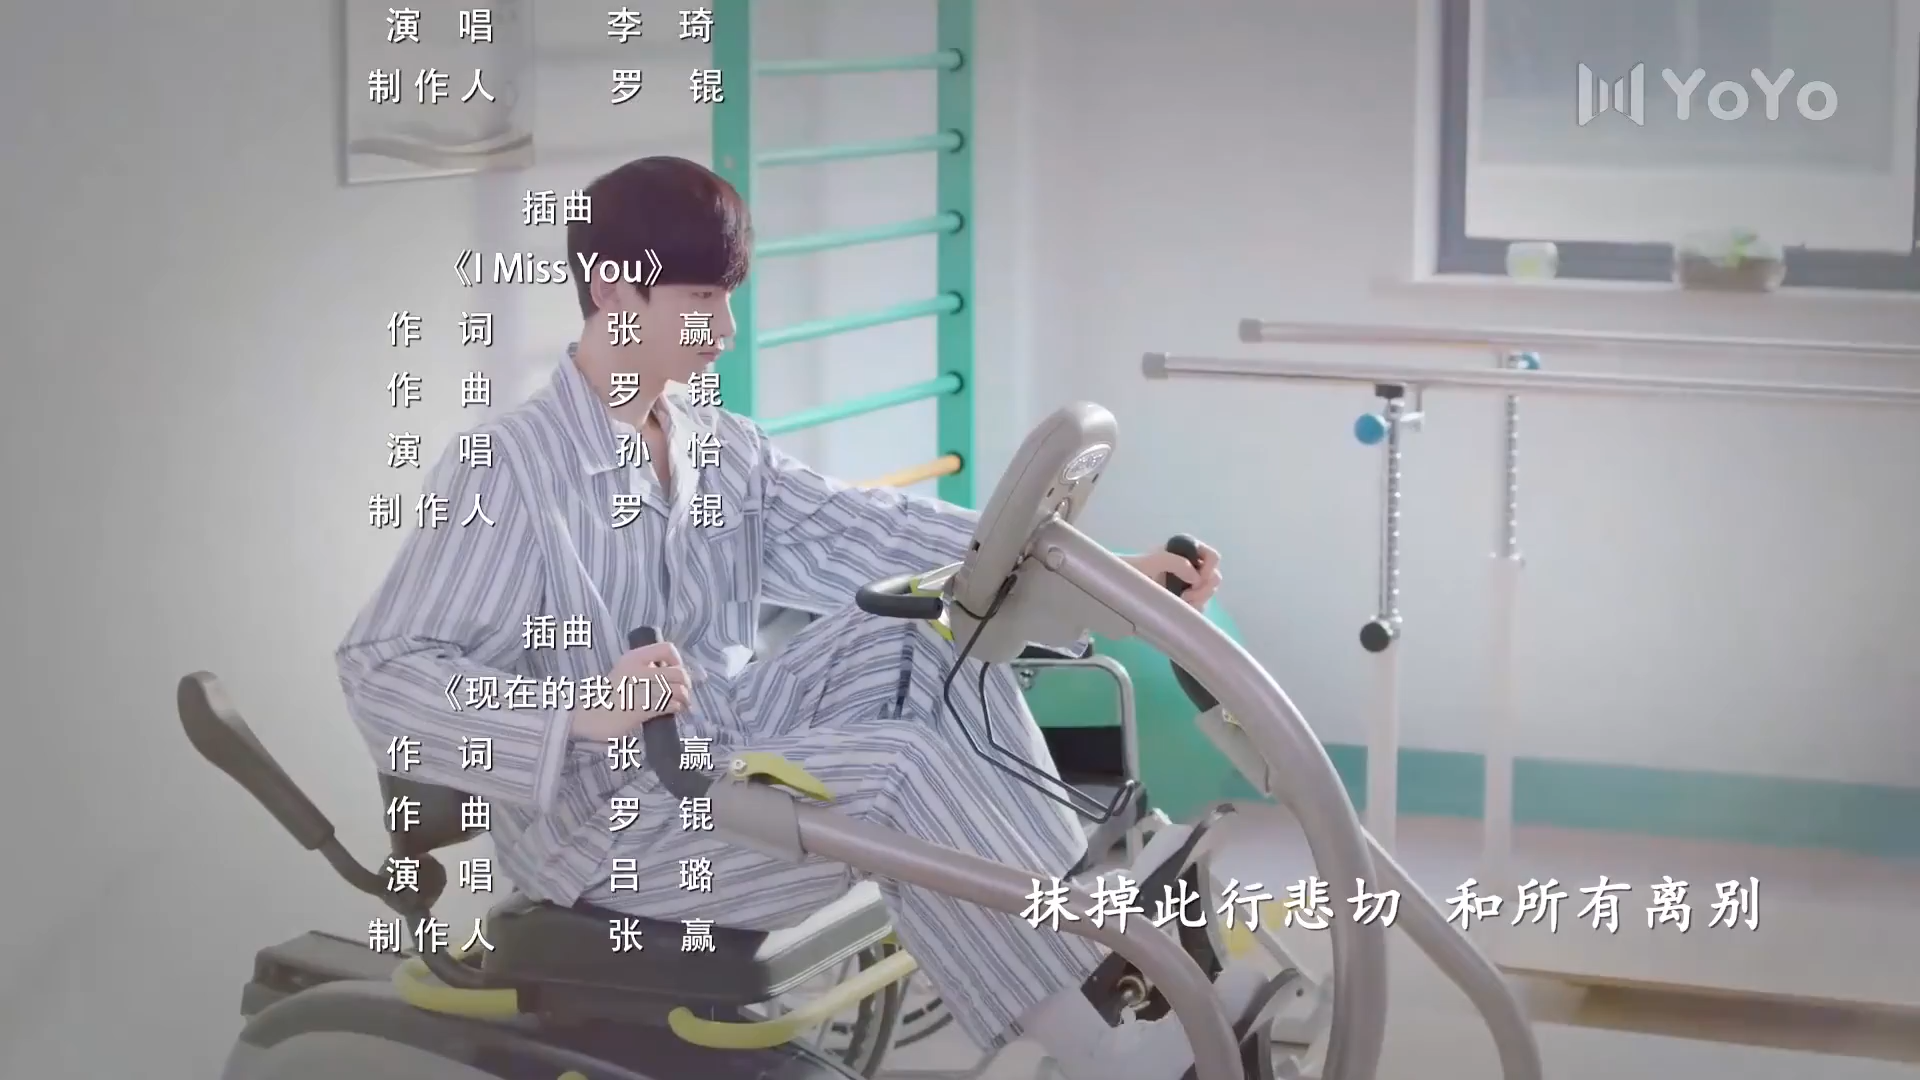 演 唱 李 琦
制作人 罗 锟
YoYo
插曲
《I Miss You》
作 词 张 赢
作 曲 罗 锟
演 唱 孙 怡
制作人 罗 锟
插曲
《现在的我们》
作 词 张 赢
作 曲 罗 锟
演 唱 吕 璐
制作人 张 赢
抹掉此行悲切 和所有离别